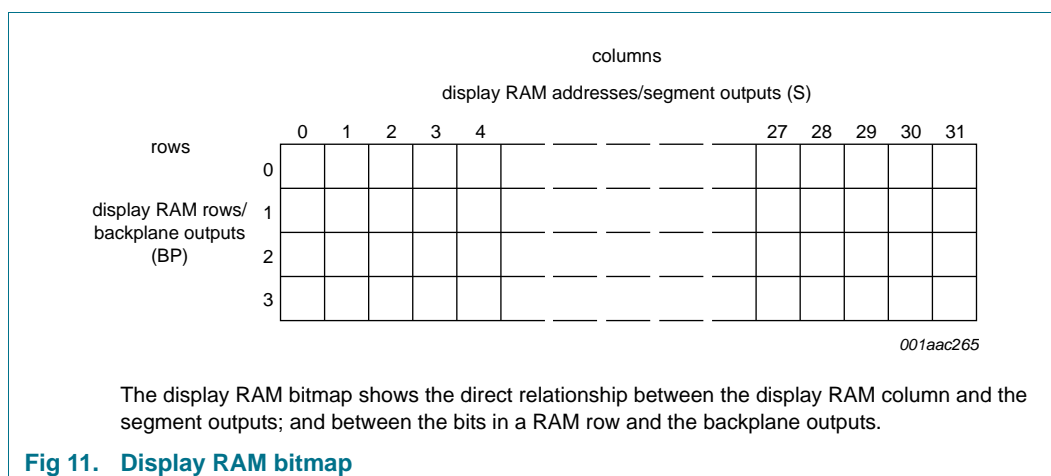 columns
display RAM addresses/segment outputs (S)
0 1 2 3 4 27 28 29 30 31
rows
0
display RAM rows/ 1
backplane outputs
(BP) 2
3
001aac265
The display RAM bitmap shows the direct relationship between the display RAM column and the
segment outputs; and between the bits in a RAM row and the backplane outputs.
Fig 11. Display RAM bitmap